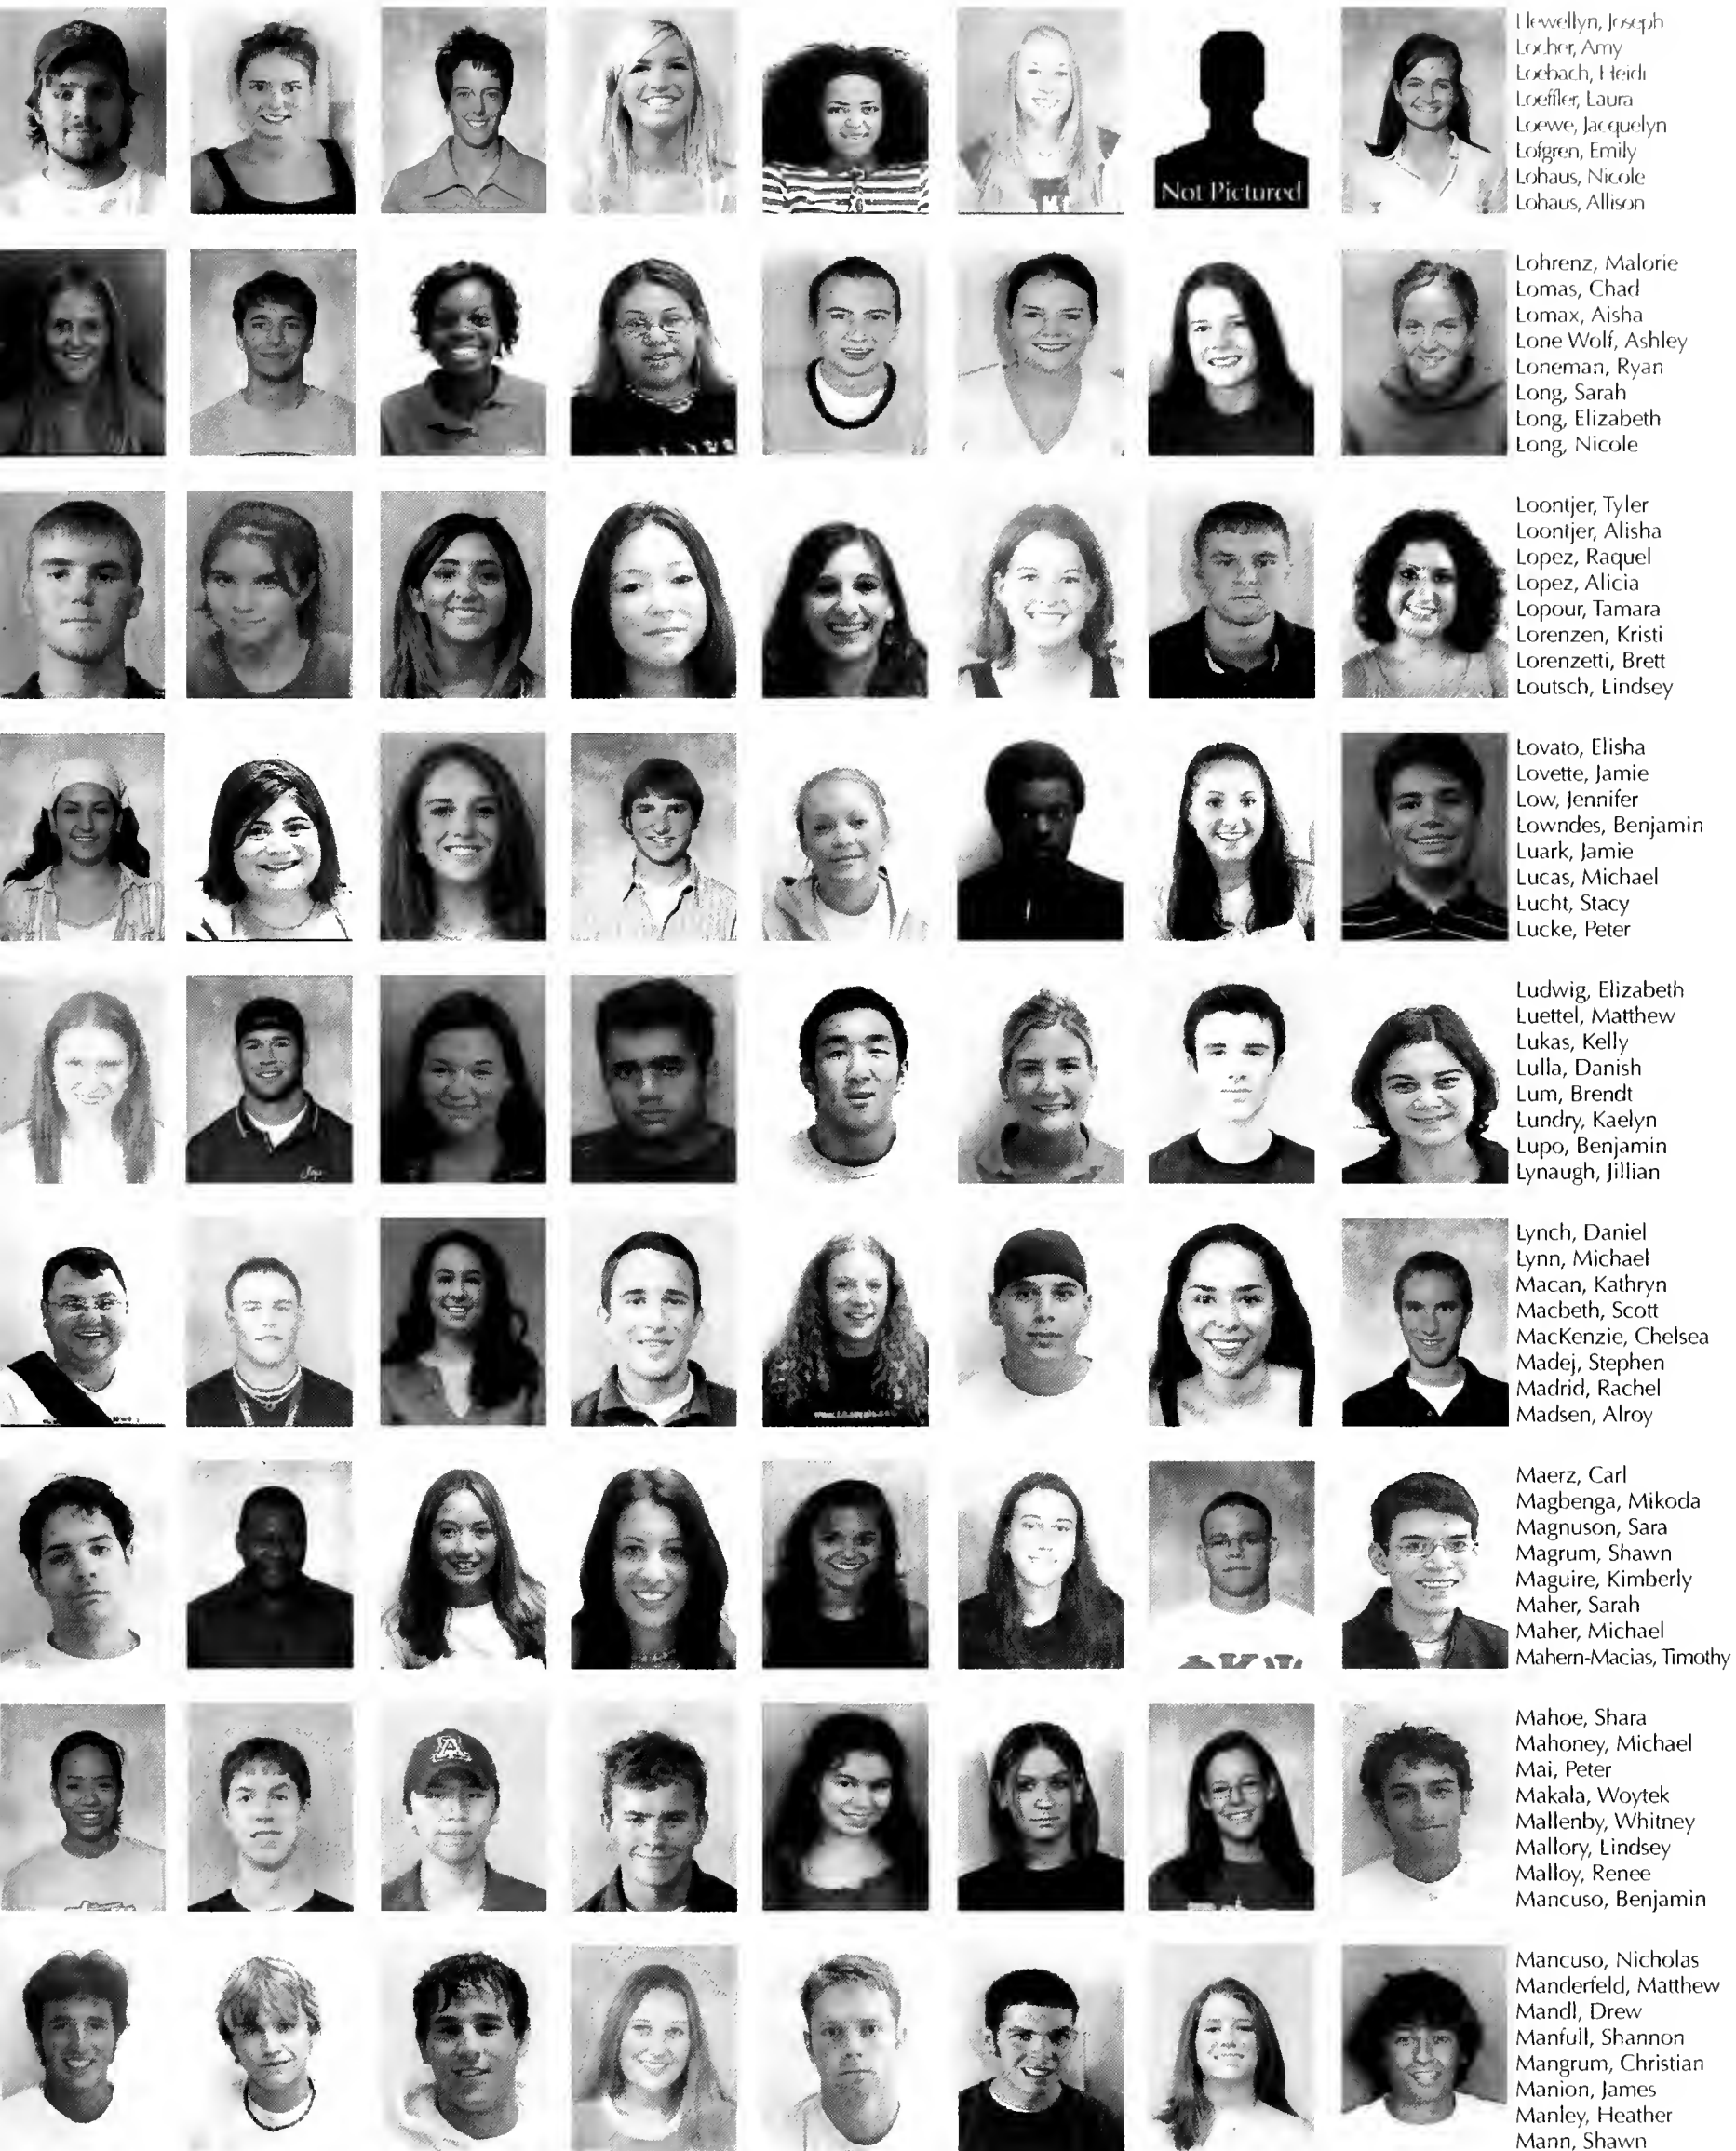 Not Pictured
Llewellyn, Joseph
Locher, Amy
Loebach, Heidi
Loeffler, Laura
Loewe, Jacquelyn
Lofgren, Emily
Lohaus, Nicole
Lohaus, Allison
Lohrenz, Malorie
Lomas, Chad
Lomax, Aisha
Lone Wolf, Ashley
Loneman, Ryan
Long, Sarah
Long, Elizabeth
Long, Nicole
Loontjer, Tyler
Loontjer, Alisha
Lopez, Raquel
Lopez, Alicia
Lopour, Tamara
Lorenzen, Kristi
Lorenzetti, Brett
Loutsch, Lindsey
Lovato, Elisha
Lovette, Jamie
Low, Jennifer
Lowndes, Benjamin
Luark, Jamie
Lucas, Michael
Lucht, Stacy
Lucke, Peter
Ludwig, Elizabeth
Luettel, Matthew
Lukas, Kelly
Lulla, Danish
Lum, Brendt
Lundry, Kaelyn
Lupo, Benjamin
Lynaugh, Jillian
Lynch, Daniel
Lynn, Michael
Macan, Kathryn
Macbeth, Scott
MacKenzie, Chelsea
Madej, Stephen
Madrid, Rachel
Madsen, Alroy
Maerz, Carl
Magbenga, Mikoda
Magnuson, Sara
Magrum, Shawn
Maguire, Kimberly
Maher, Sarah
Maher, Michael
Mahern-Macias, Timothy
Mahoe, Shara
Mahoney, Michael
Mai, Peter
Makala, Woytek
Mallenby, Whitney
Mallory, Lindsey
Malloy, Renee
Mancuso, Benjamin
A
Mancuso, Nicholas
Manderfeld, Matthew
Mandl, Drew
Manfull, Shannon
Mangrum, Christian
Manion, James
Manley, Heather
Mann, Shawn